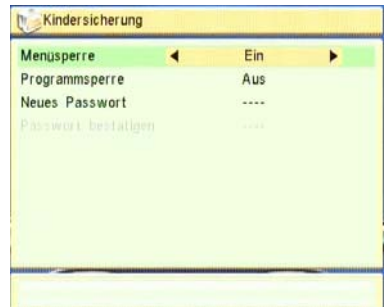 Kindersicherung
Menüsperre Ein
Programmsperre Aus
Neues Passwort ----
Passwort bestätigen ----